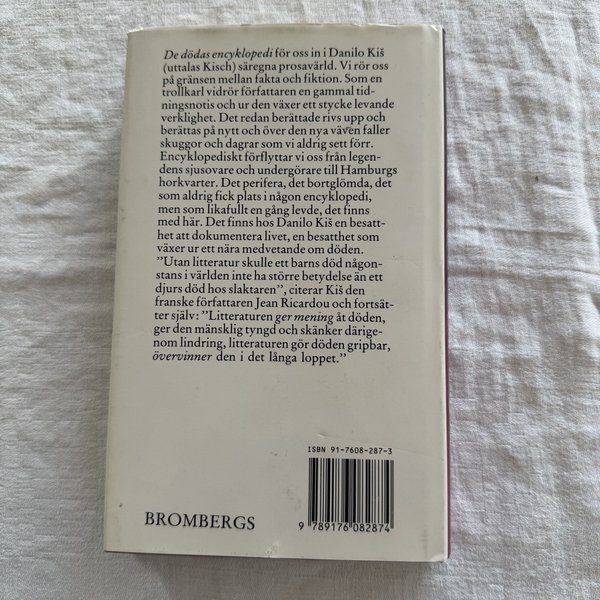 De dödas encyklopedi för oss in i Danilo Kiš
(uttalas Kisch) säregna prosavärld. Vi rör oss
på gränsen mellan fakta och fiktion. Som en
trollkarl vidrör författaren en gammal tid-
ningsnotis och ur den växer ett stycke levande
verklighet. Det redan berättade rivs upp och
berättas på nytt och över den nya väven faller
skuggor och dagrar som vi aldrig sett förr.
Encyklopediskt förflyttar vi oss från legen-
dens sjusovare och undergörare till Hamburgs
horkvarter. Det perifera, det bortglömda, det
som aldrig fick plats i någon encyklopedi,
men som likafullt en gång levde, det finns
med här. Det finns hos Danilo Kiš en besatt-
het att dokumentera livet, en besatthet som
växer ur ett nära medvetande om döden.
"Utan litteratur skulle ett barns död någon-
stans i världen inte ha större betydelse än ett
djurs död hos slaktaren", citerar Kiš den
franske författaren Jean Ricardou och fortsät-
ter själv: "Litteraturen ger mening åt döden,
ger den mänsklig tyngd och skänker därige-
nom lindring, litteraturen gör döden gripbar,
övervinner den i det långa loppet."
ISBN 91-7608-287-3
BROMBERGS
9 789176 082874